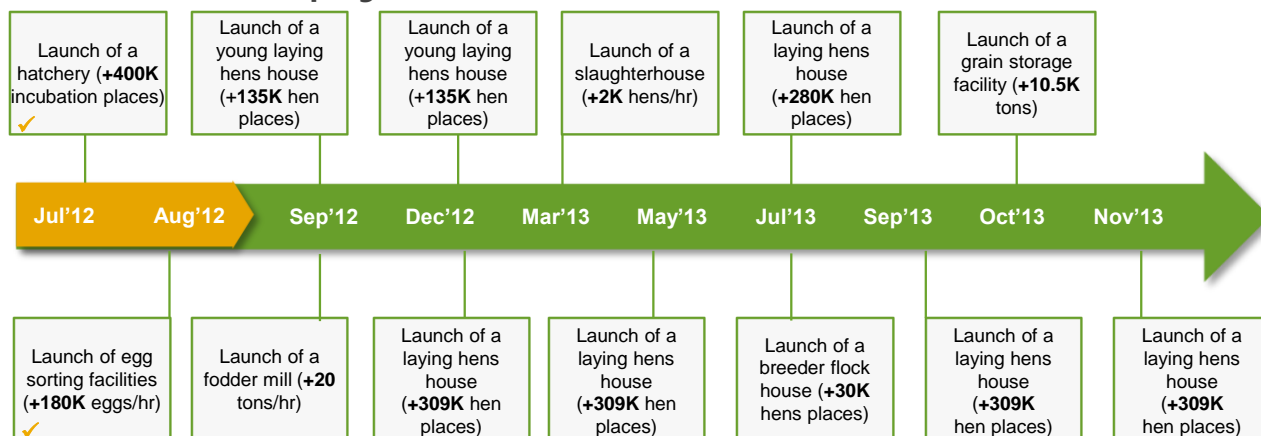 Launch of a
hatchery (+400K
incubation places)
✓
Launch of a
young laying
hens house
(+135K hen
places)
Launch of a
young laying
hens house
(+135K hen
places)
Launch of a
slaughterhouse
(+2K hens/hr)
Launch of a
laying hens
house
(+280K hen
places)
Launch of a
grain storage
facility (+10.5K
tons)
Jul’12 Aug’12 Sep’12 Dec’12 Mar’13 May’13 Jul’13 Sep’13 Oct’13 Nov’13
Launch of egg
sorting facilities
(+180K eggs/hr)
✓
Launch of a
fodder mill (+20
tons/hr)
Launch of a
laying hens
house
(+309K hen
places)
Launch of a
laying hens
house
(+309K hen
places)
Launch of a
breeder flock
house (+30K
hens places)
Launch of a
laying hens
house
(+309K
hen places)
Launch of a
laying hens
house
(+309K
hen places)